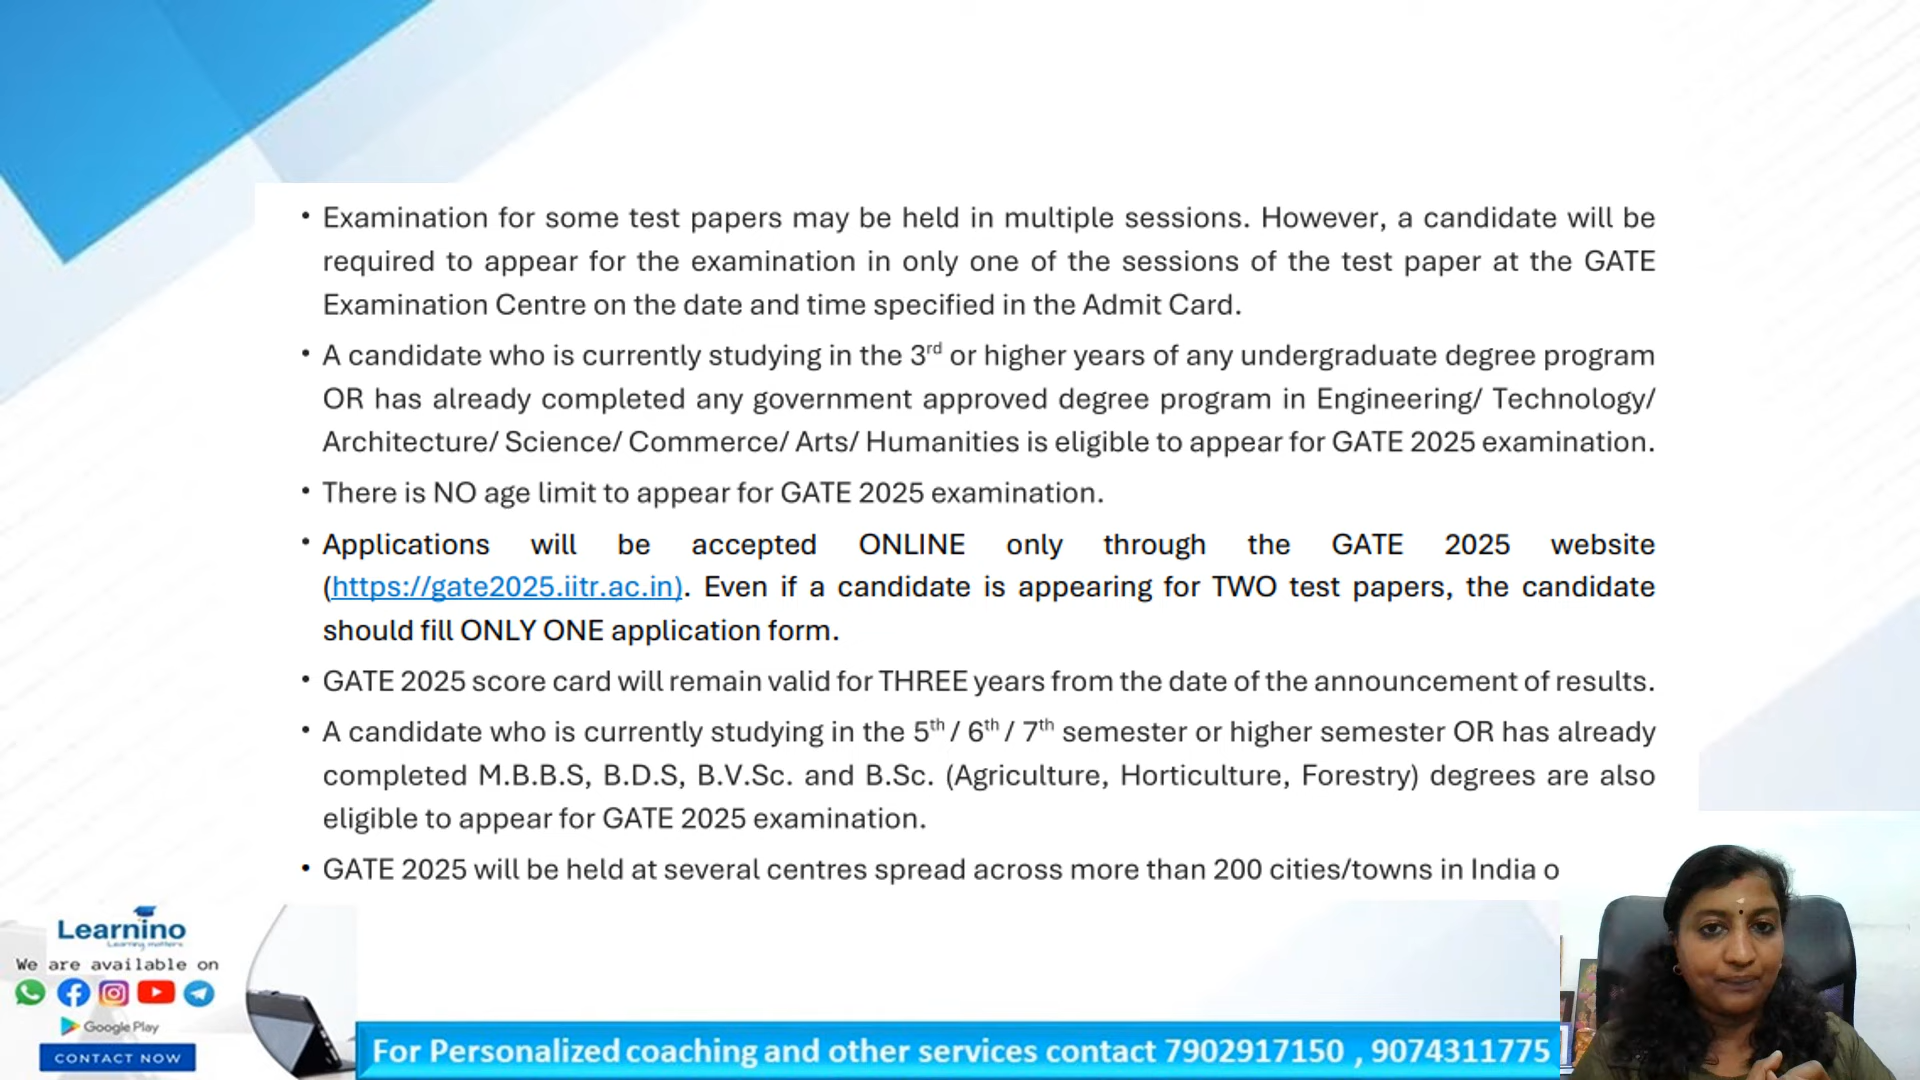 • Examination for some test papers may be held in multiple sessions. However, a candidate will be
required to appear for the examination in only one of the sessions of the test paper at the GATE
Examination Centre on the date and time specified in the Admit Card.
• A candidate who is currently studying in the 3rd or higher years of any undergraduate degree program
OR has already completed any government approved degree program in Engineering/ Technology/
Architecture/ Science/ Commerce/ Arts/ Humanities is eligible to appear for GATE 2025 examination.
• There is NO age limit to appear for GATE 2025 examination.
• Applications will be accepted ONLINE only through the GATE 2025 website
(https://gate2025.iitr.ac.in). Even if a candidate is appearing for TWO test papers, the candidate
should fill ONLY ONE application form.
• GATE 2025 score card will remain valid for THREE years from the date of the announcement of results.
• A candidate who is currently studying in the 5th / 6th / 7th semester or higher semester OR has already
completed M.B.B.S, B.D.S, B.V.Sc. and B.Sc. (Agriculture, Horticulture, Forestry) degrees are also
eligible to appear for GATE 2025 examination.
• GATE 2025 will be held at several centres spread across more than 200 cities/towns in India o
Learnino
Learning matters
We are available on
Google Play
CONTACT NOW
For Personalized coaching and other services contact 7902917150 , 9074311775